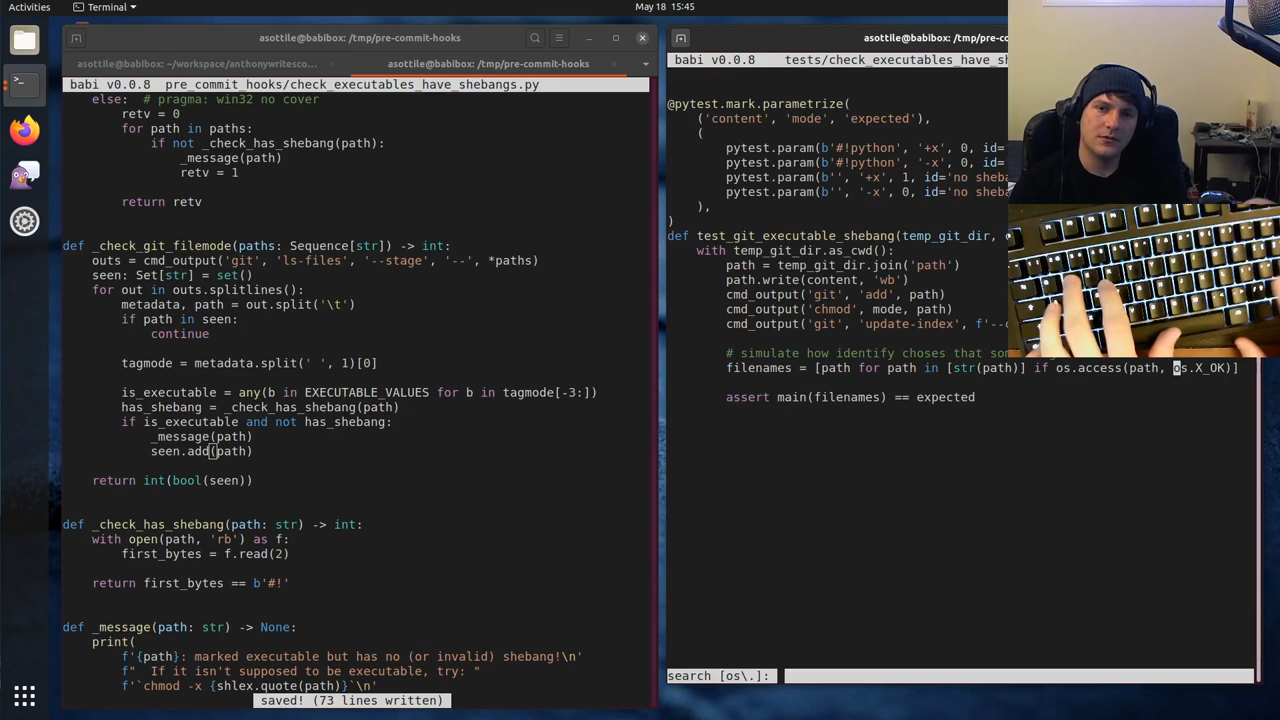 Activities
Terminal
May 18 15:45
asottile@babibox: /tmp/pre-commit-hooks
asottile@babibox: ~/workspace/anthonywritesco...
asottile@babibox: /tmp/pre-commit-hooks
babi v0.0.8 pre_commit_hooks/check_executables_have_shebangs.py
else:  # pragma: win32 no cover
retv = 0
for path in paths:
if not _check_has_shebang(path):
_message(path)
retv = 1
return retv
def _check_git_filemode(paths: Sequence[str]) -> int:
outs = cmd_output('git', 'ls-files', '--stage', '--', *paths)
seen: Set[str] = set()
for out in outs.splitlines():
metadata, path = out.split('\t')
if path in seen:
continue
tagmode = metadata.split(' ', 1)[0]
is_executable = any(b in EXECUTABLE_VALUES for b in tagmode[-3:])
has_shebang = _check_has_shebang(path)
if is_executable and not has_shebang:
_message(path)
seen.add(path)
return int(bool(seen))
def _check_has_shebang(path: str) -> int:
with open(path, 'rb') as f:
first_bytes = f.read(2)
return first_bytes == b'#!'
def _message(path: str) -> None:
print(
f'{path}: marked executable but has no (or invalid) shebang!\n'
f"  If it isn't supposed to be executable, try: "
f'`chmod -x {shlex.quote(path)}`\n'
saved! (73 lines written)
asottile@babibox: /tmp/pre-com
babi v0.0.8 tests/check_executables_have_sh
@pytest.mark.parametrize(
('content', 'mode', 'expected'),
(
pytest.param(b'#!python', '+x', 0, id='
pytest.param(b'#!python', '-x', 0, id='
pytest.param(b'', '+x', 1, id='no sheba
pytest.param(b'', '-x', 0, id='no sheba
),
)
def test_git_executable_shebang(temp_git_dir,
with temp_git_dir.as_cwd():
path = temp_git_dir.join('path')
path.write(content, 'wb')
cmd_output('git', 'add', path)
cmd_output('chmod', mode, path)
cmd_output('git', 'update-index', f'--c
# simulate how identify choses that so
filenames = [path for path in [str(path)] if os.access(path, os.X_OK)]
assert main(filenames) == expected
search [os\.]: